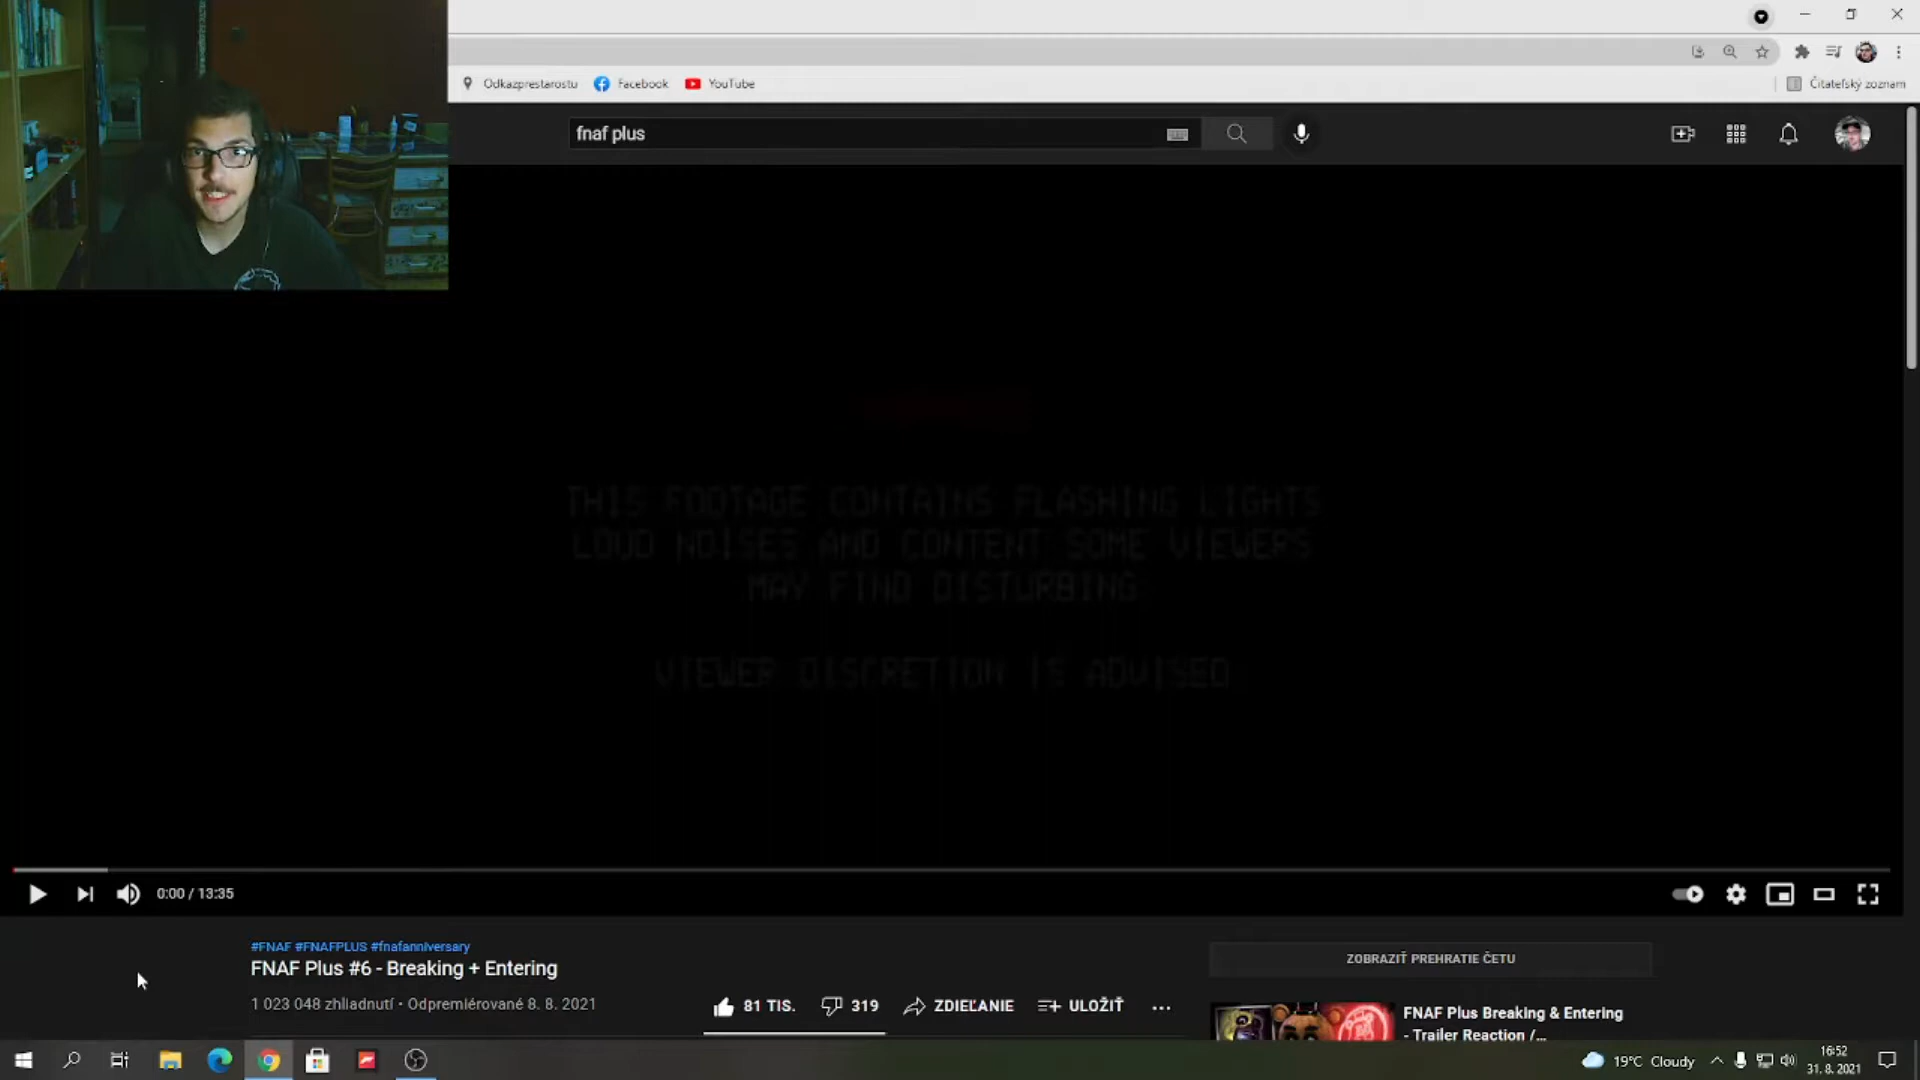 Odkazprestarostu Facebook YouTube Čitateľský zoznam
fnaf plus
THIS FOOTAGE CONTAINS FLASHING LIGHTS
LOUD NOISES AND CONTENT SOME VIEWERS
MAY FIND DISTURBING
VIEWER DISCRETION IS ADVISED
0:00 / 13:35
#FNAF #FNAFPLUS #fnafanniversary
FNAF Plus #6 - Breaking + Entering
1 023 048 zhliadnutí • Odpremiérované 8. 8. 2021
81 TIS. 319 ZDIEĽANIE ULOŽIŤ
ZOBRAZIŤ PREHRATIE ČETU
FNAF Plus Breaking & Entering
- Trailer Reaction /...
19°C Cloudy
16:52
31. 8. 2021